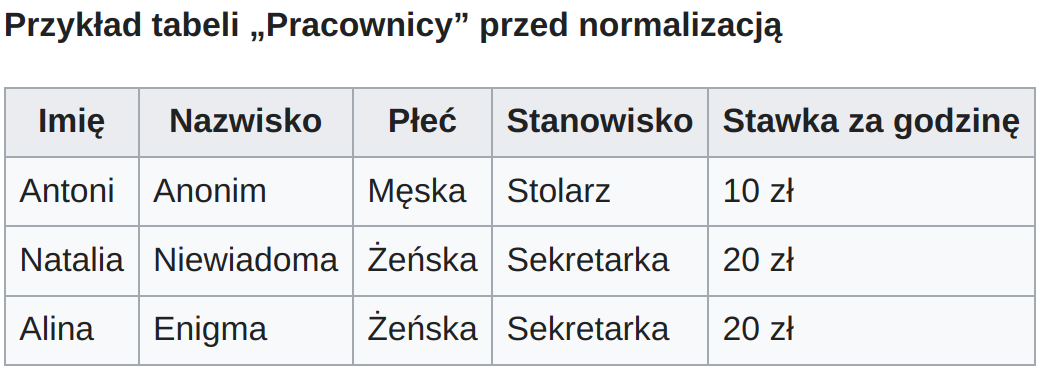 Przykład tabeli „Pracownicy” przed normalizacją
Imię Nazwisko Płeć Stanowisko Stawka za godzinę
Antoni Anonim Męska Stolarz 10 zł
Natalia Niewiadoma Żeńska Sekretarka 20 zł
Alina Enigma Żeńska Sekretarka 20 zł